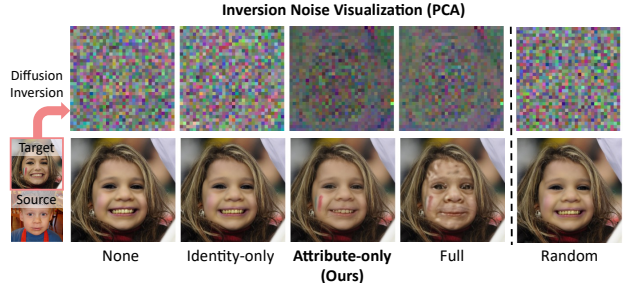 Inversion Noise Visualization (PCA)
Diffusion
Inversion
Target
Source
None
Identity-only
Attribute-only
(Ours)
Full
Random